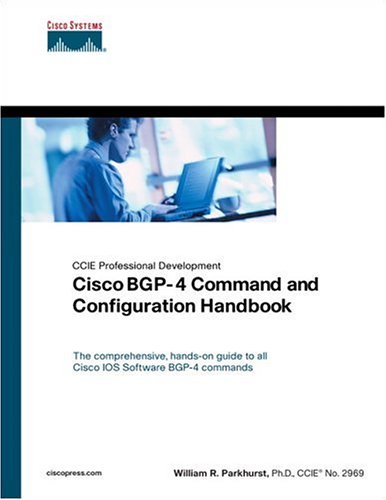 CISCO SYSTEMS
CCIE Professional Development
Cisco BGP-4 Command and
Configuration Handbook
The comprehensive, hands-on guide to all
Cisco IOS Software BGP-4 commands
ciscopress.com
William R. Parkhurst, Ph.D., CCIE® No. 2969